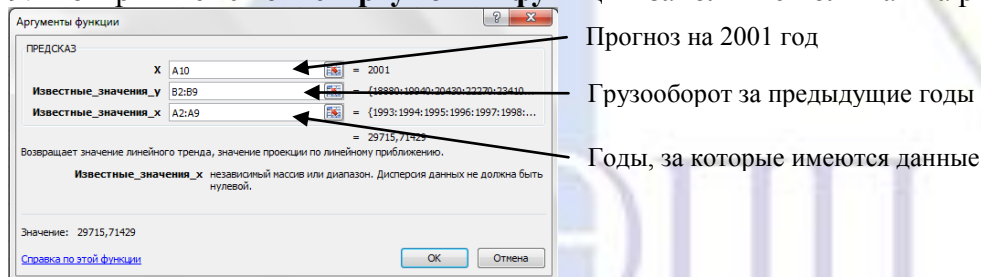 Аргументы функции
ПРЕДСКАЗ
X A10 = 2001
Известные_значения_y B2:B9 = {18880:19940:20430:22270:23410...
Известные_значения_x A2:A9 = {1993:1994:1995:1996:1997:1998:...
= 29715,71429
Возвращает значение линейного тренда, значение проекции по линейному приближению.
Известные_значения_x независимый массив или диапазон. Дисперсия данных не должна быть
нулевой.
Значение: 29715,71429
Справка по этой функции
OK Отмена
Прогноз на 2001 год
Грузооборот за предыдущие годы
Годы, за которые имеются данные